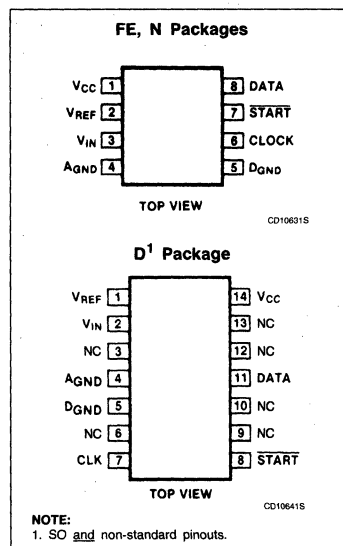 FE, N Packages
VCC 1 8 DATA
VREF 2 7 START
VIN 3 6 CLOCK
AGND 4 5 DGND
TOP VIEW
CD10631S
D1 Package
VREF 1 14 VCC
VIN 2 13 NC
NC 3 12 NC
AGND 4 11 DATA
DGND 5 10 NC
NC 6 9 NC
CLK 7 8 START
TOP VIEW
CD10641S
NOTE:
1. SO and non-standard pinouts.